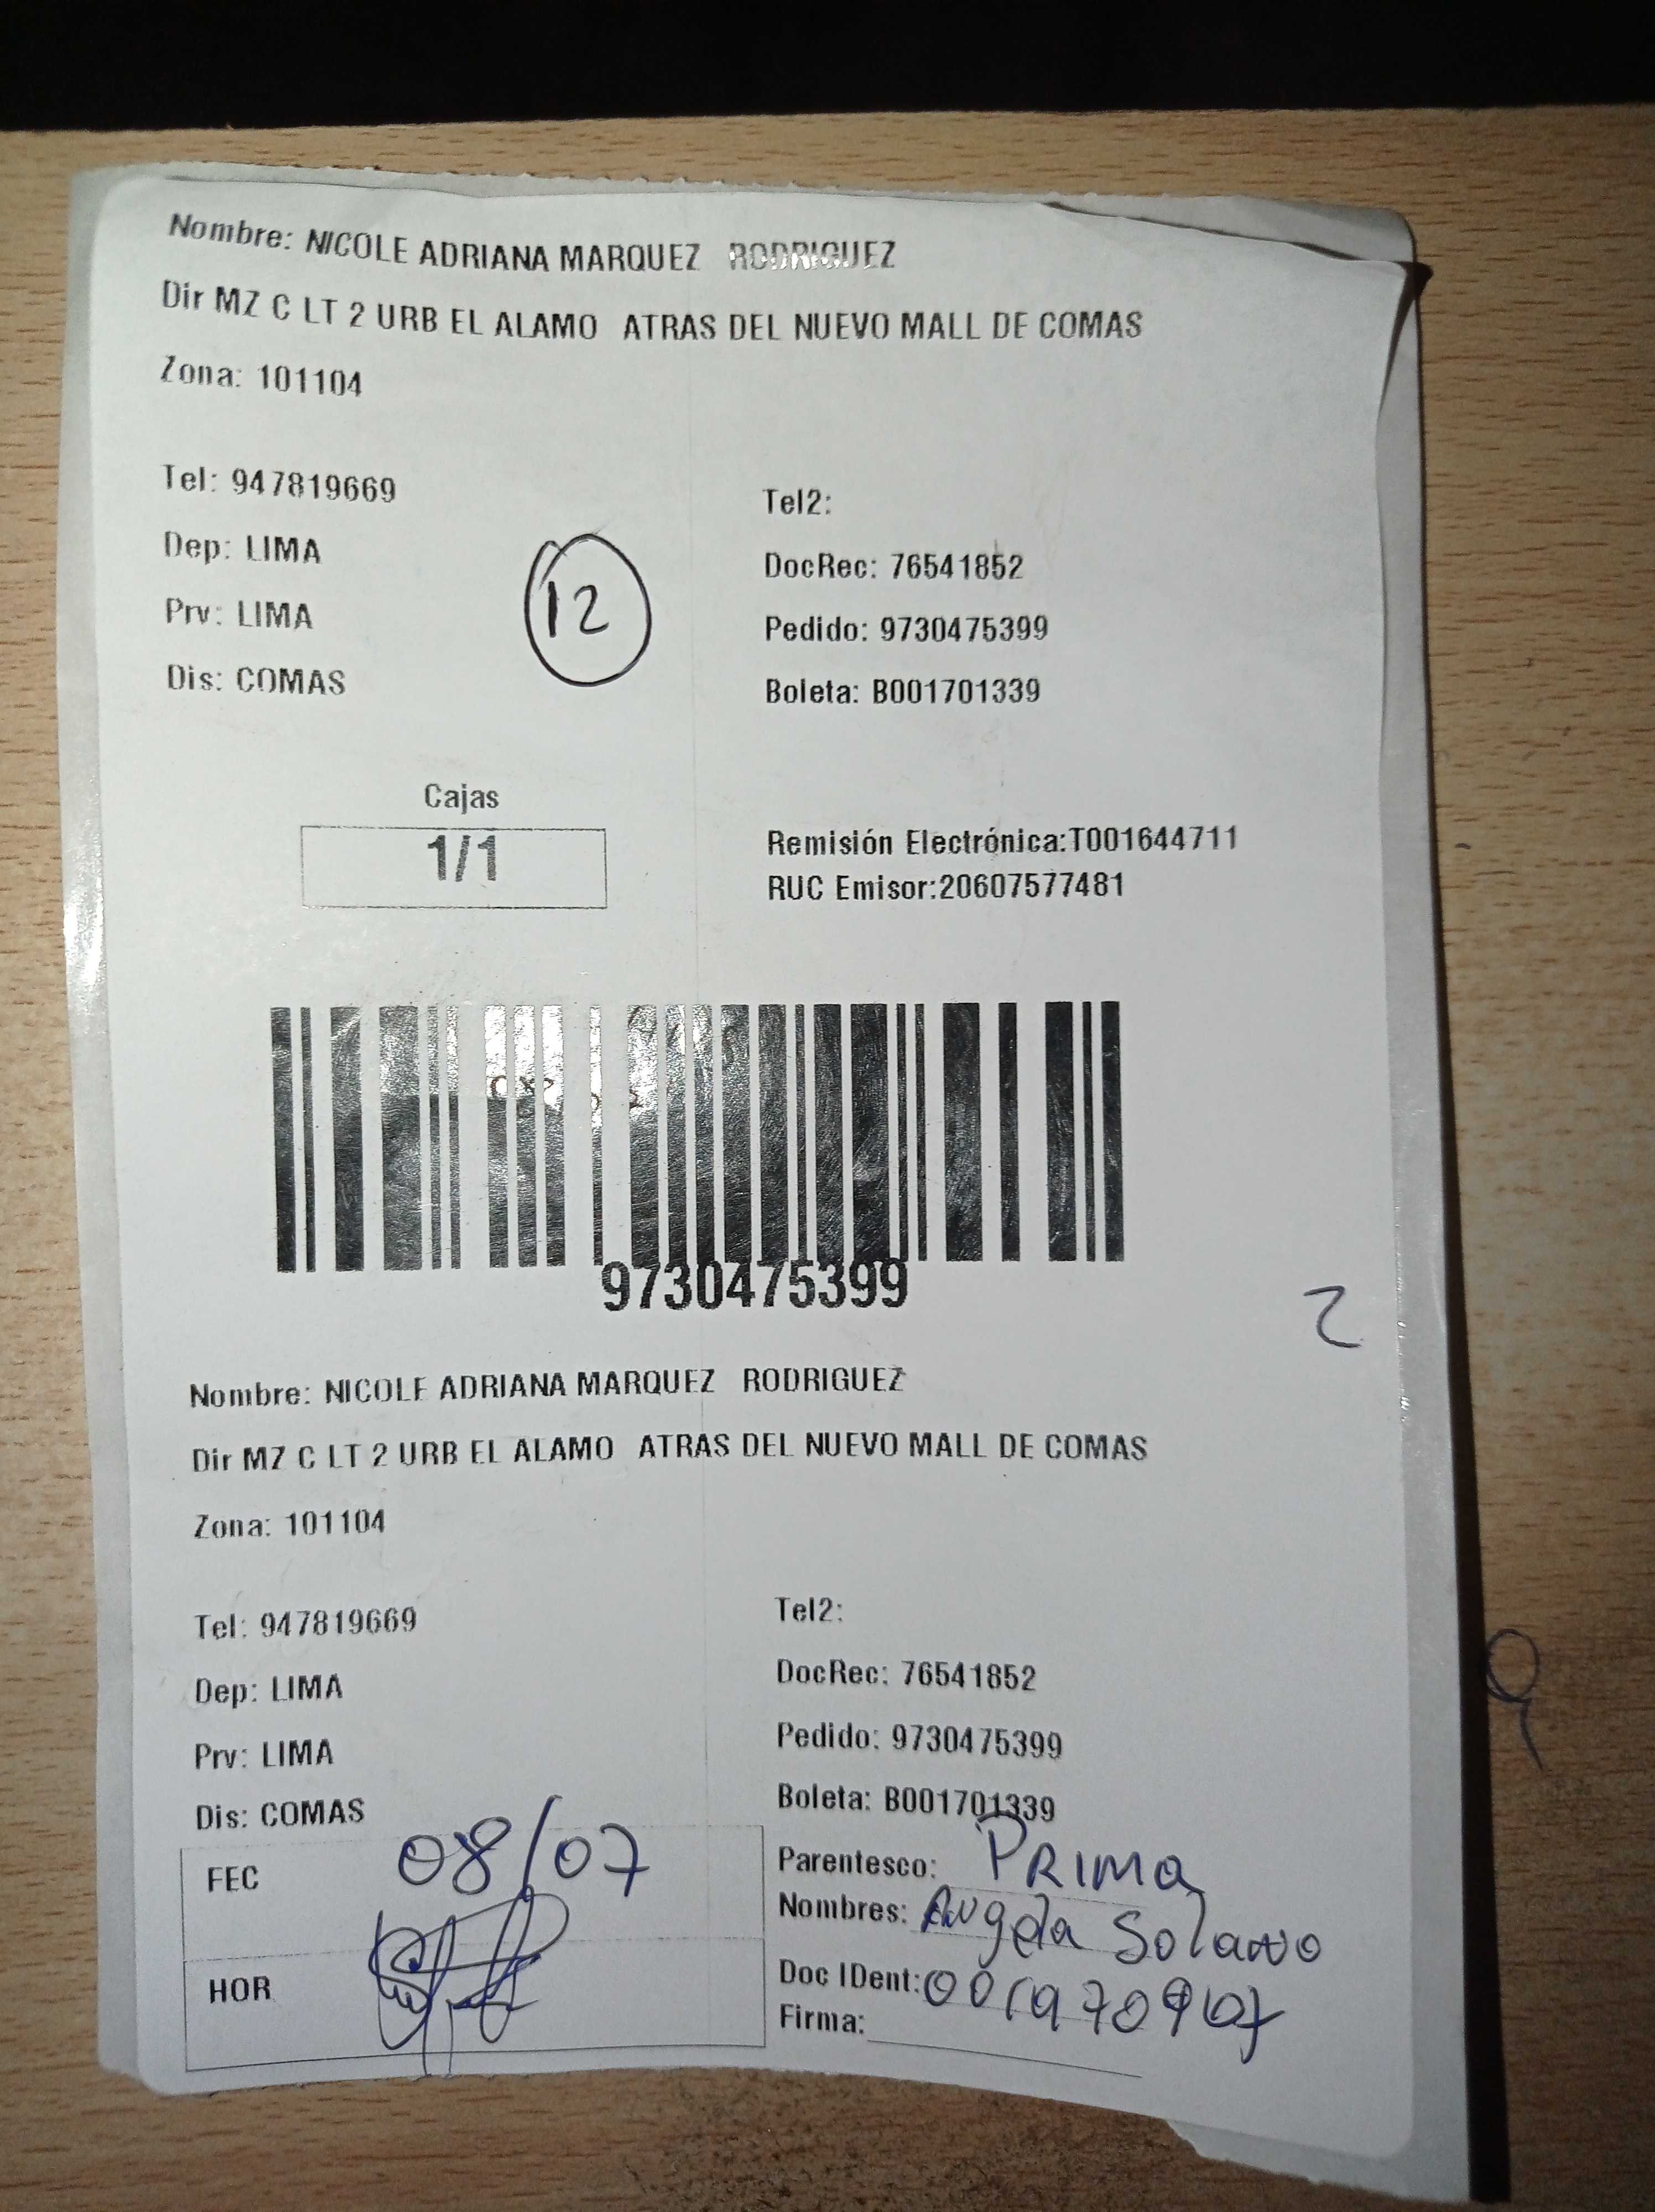 Nombre: NICOLE ADRIANA MARQUEZ RODRIGUEZ
Dir MZ C LT 2 URB EL ALAMO ATRAS DEL NUEVO MALL DE COMAS
Zona: 101104
Tel: 947819669
Tel2:
Dep: LIMA
DocRec: 76541852
Prv: LIMA
12
Pedido: 9730475399
Dis: COMAS
Boleta: B001701339
Cajas
1/1
Remisión Electrónica:T001644711
RUC Emisor:20607577481
9730475399
2
Nombre: NICOLE ADRIANA MARQUEZ RODRIGUEZ
Dir MZ C LT 2 URB EL ALAMO ATRAS DEL NUEVO MALL DE COMAS
Zona: 101104
Tel: 947819669
Tel2:
Dep: LIMA
DocRec: 76541852
Prv: LIMA
Pedido: 9730475399
Dis: COMAS
Boleta: B001701339
FEC 08/07
Parentesco: PRIMA
Nombres: Angela Solano
HOR
Doc IDent:
Firma: